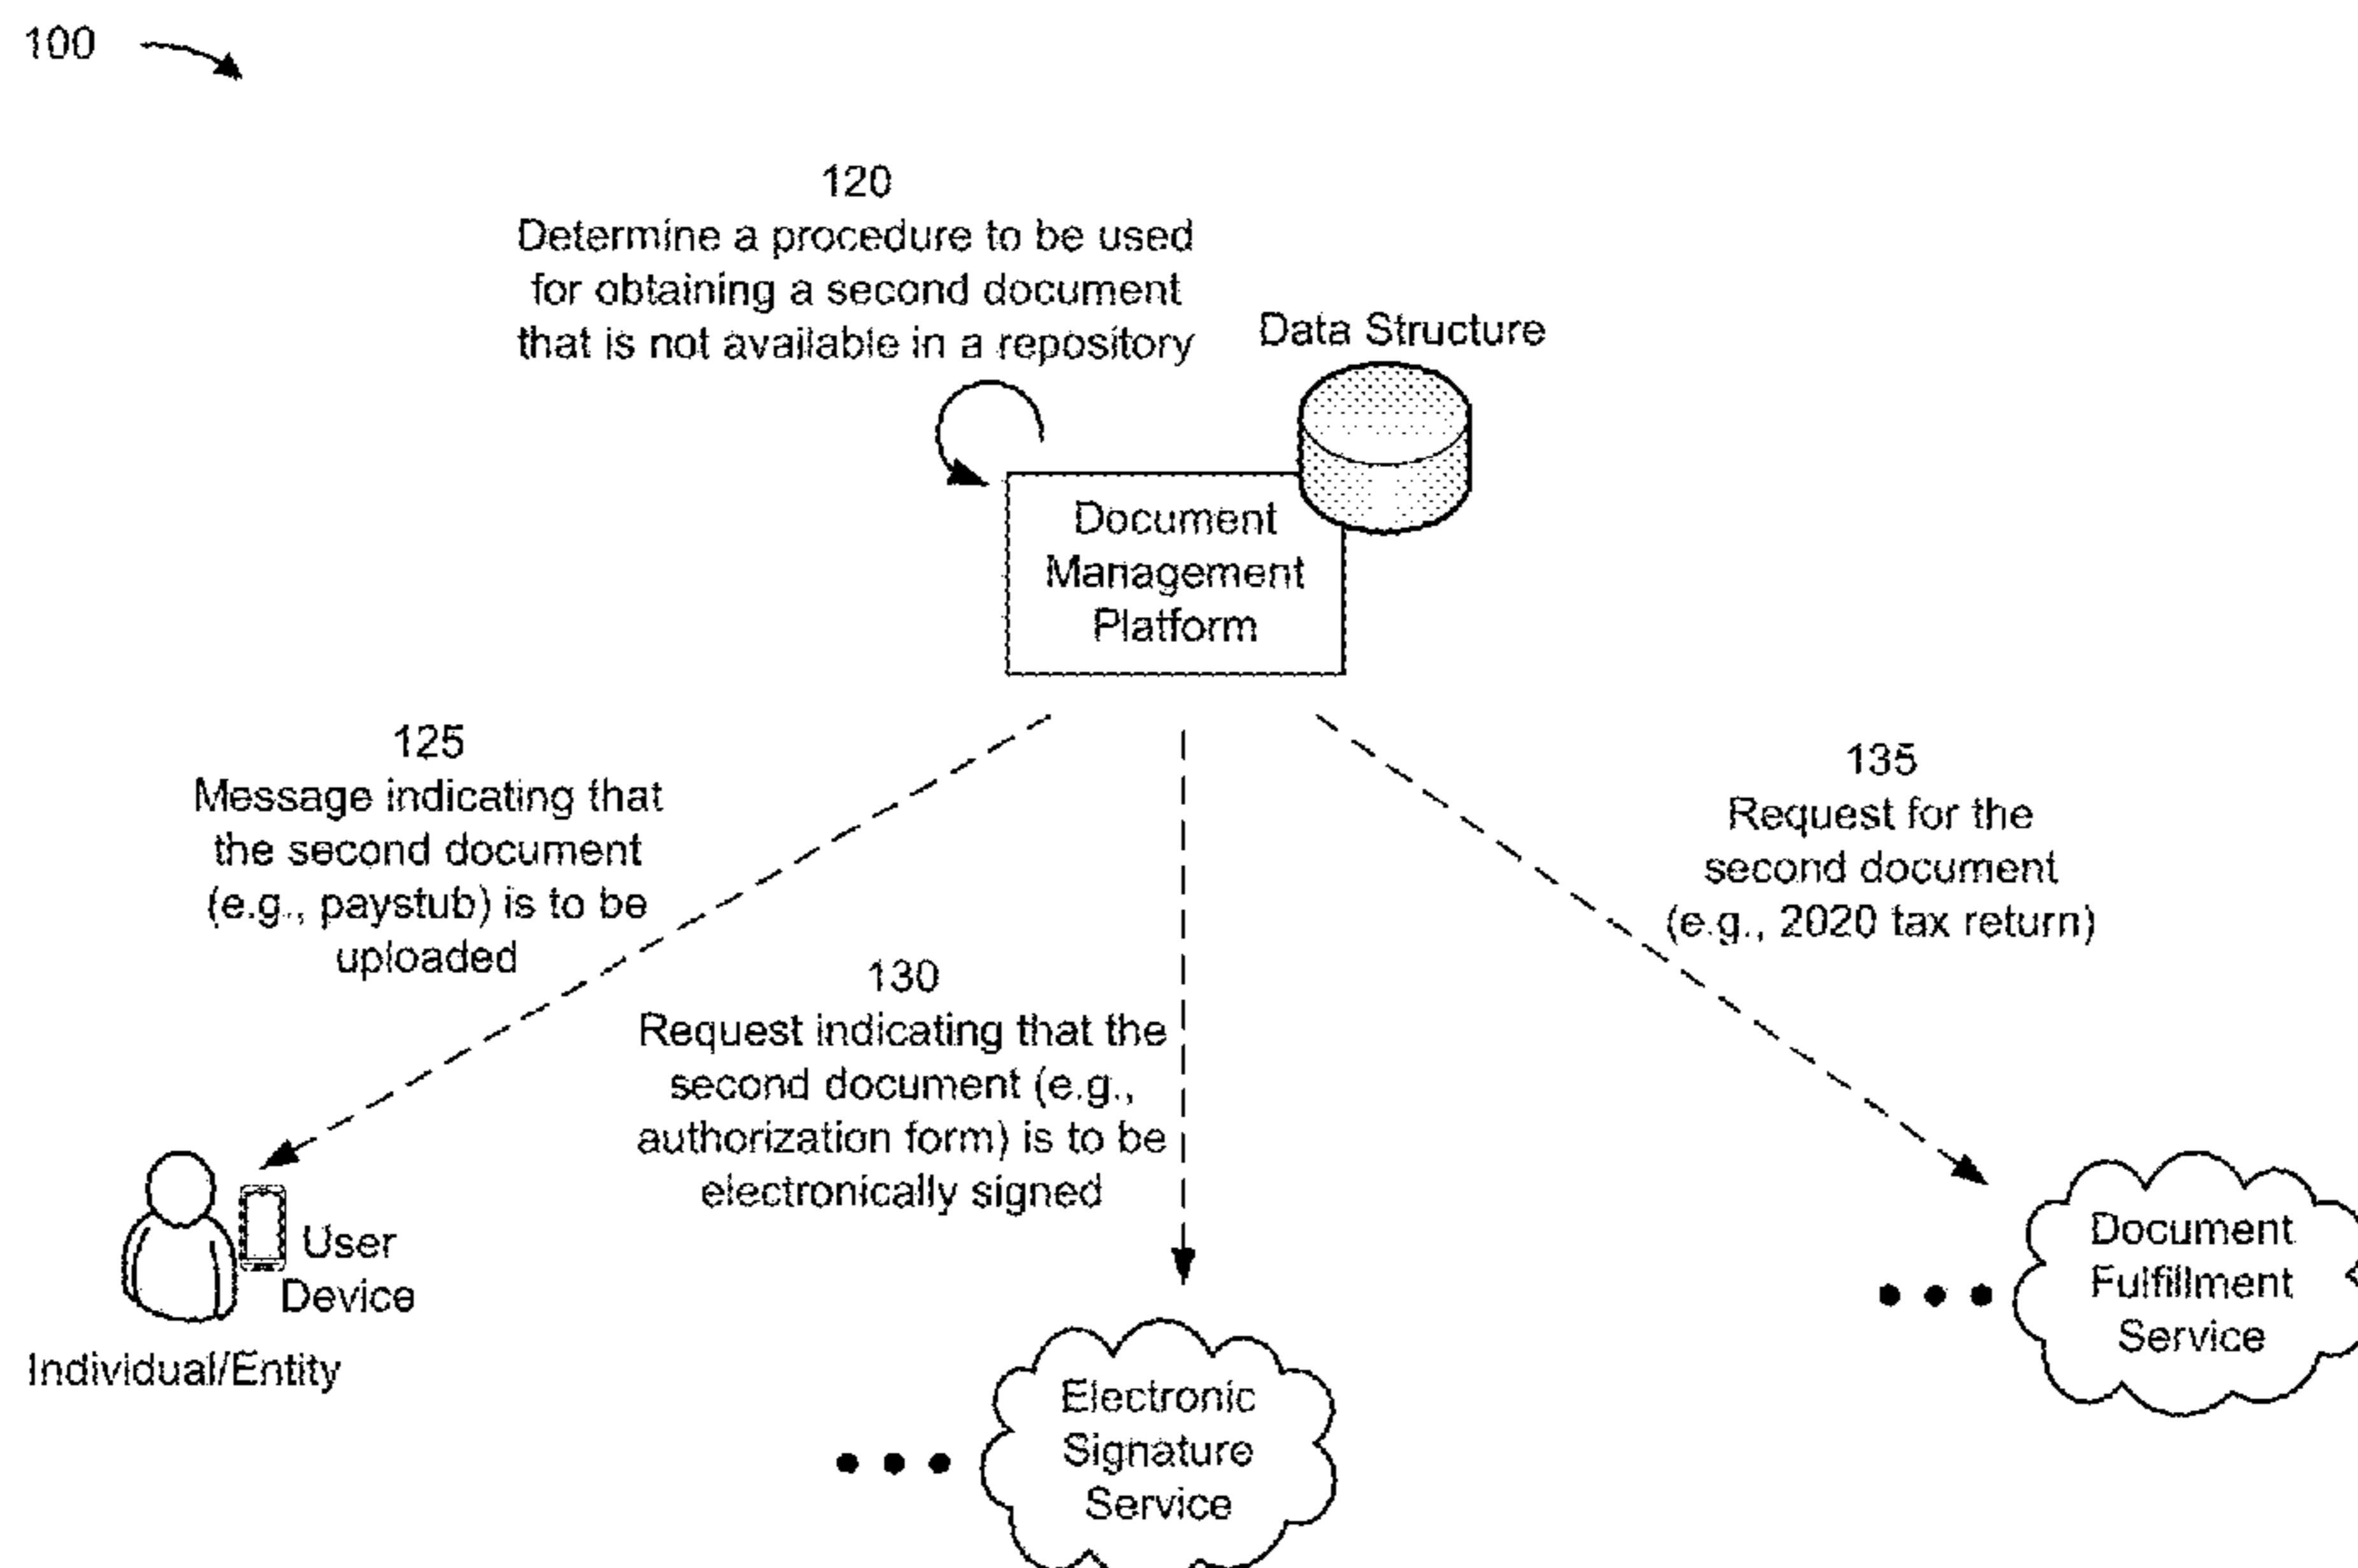 100
120
Determine a procedure to be used
for obtaining a second document
that is not available in a repository
Data Structure
Document
Management
Platform
125
Message indicating that
the second document
(e.g., paystub) is to be
uploaded
130
Request indicating that the
second document (e.g.,
authorization form) is to be
electronically signed
135
Request for the
second document
(e.g., 2020 tax return)
User
Device
Individual/Entity
Electronic
Signature
Service
Document
Fulfillment
Service